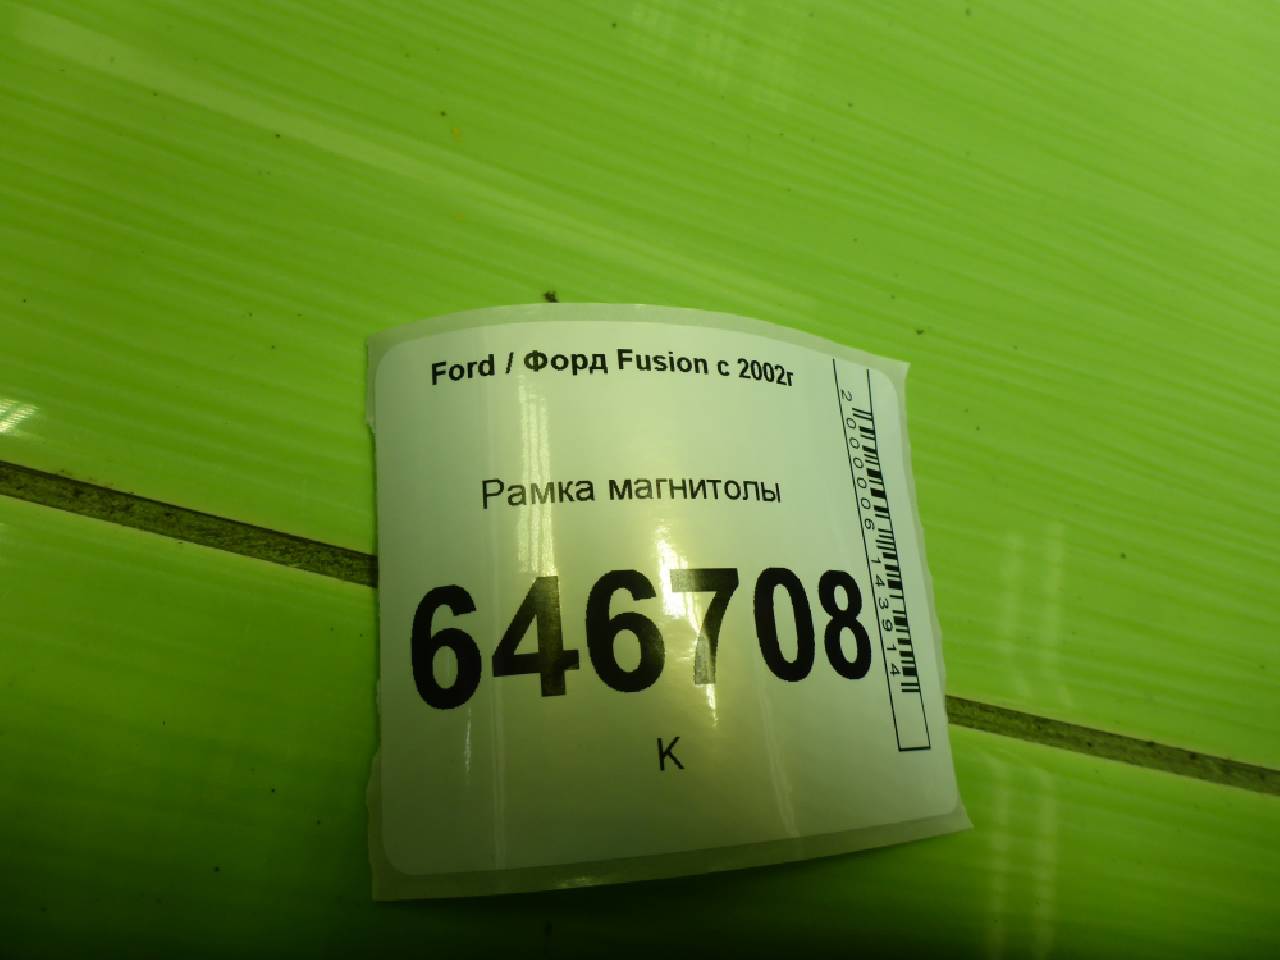 Ford / Форд Fusion с 2002г
Рамка магнитолы
646708
К
2000006143914